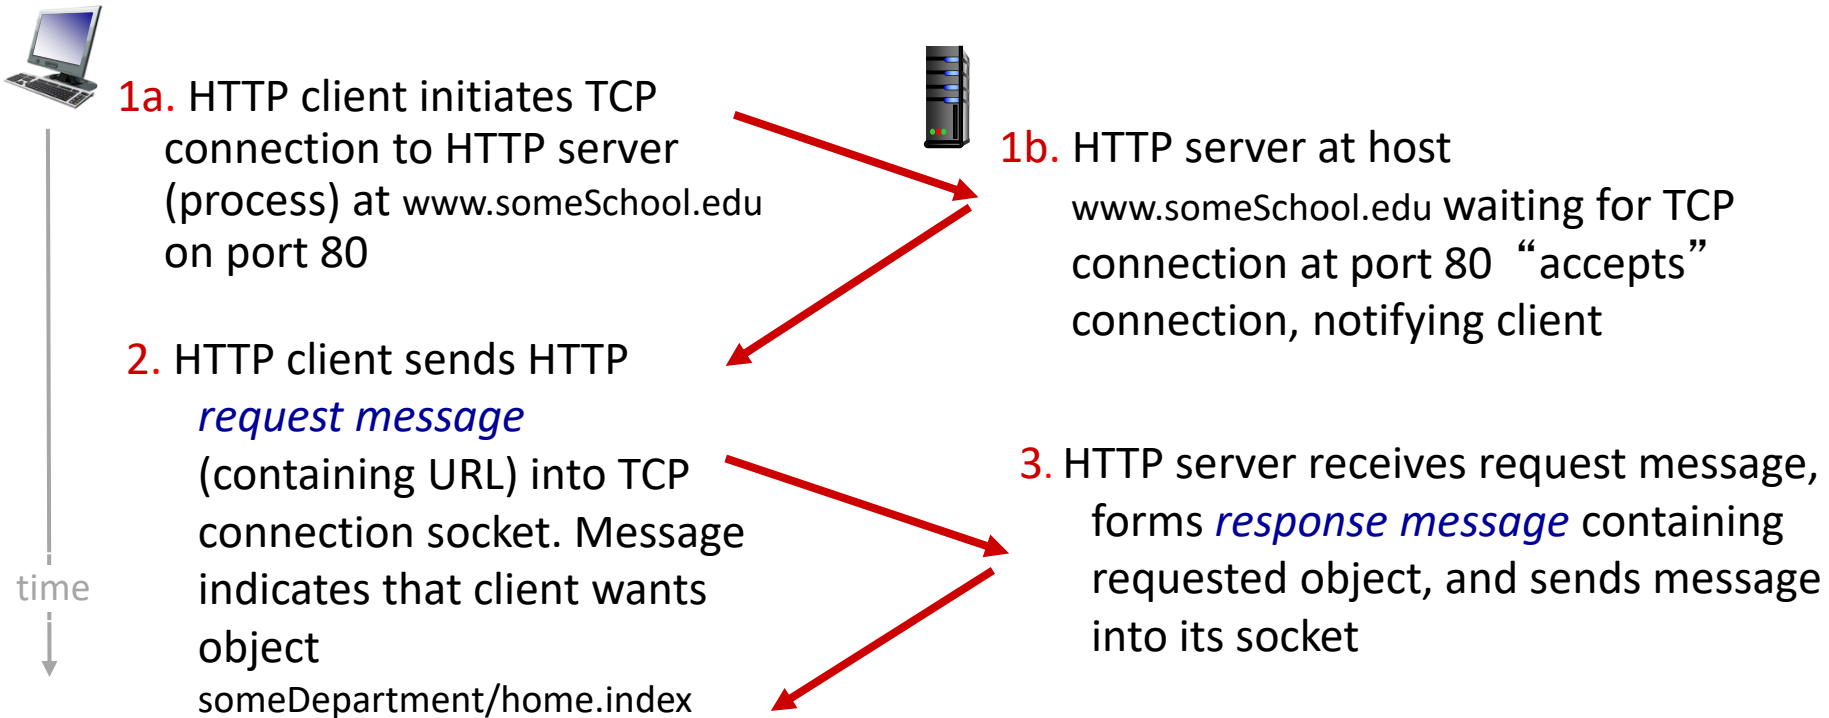 1a. HTTP client initiates TCP
connection to HTTP server
(process) at www.someSchool.edu
on port 80
1b. HTTP server at host
www.someSchool.edu waiting for TCP
connection at port 80 “accepts”
connection, notifying client
2. HTTP client sends HTTP
request message
(containing URL) into TCP
connection socket. Message
indicates that client wants
object
someDepartment/home.index
3. HTTP server receives request message,
forms response message containing
requested object, and sends message
into its socket
time